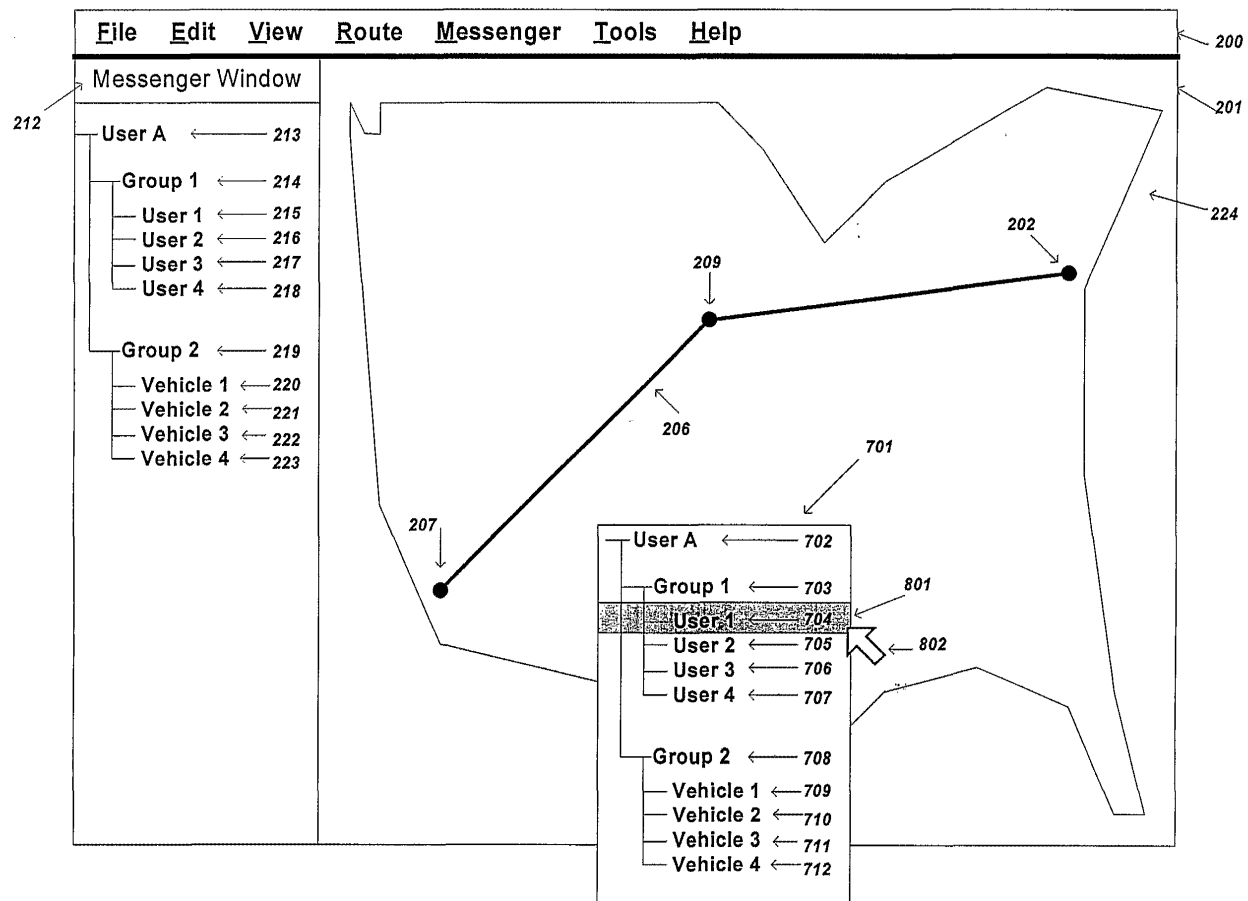 File Edit View Route Messenger Tools Help
200
Messenger Window
201
212
User A 213
Group 1 214
User 1 215
User 2 216
User 3 217
User 4 218
224
202
209
Group 2 219
Vehicle 1 220
Vehicle 2 221
Vehicle 3 222
Vehicle 4 223
206
701
207
User A 702
Group 1 703
801
User 1 704
User 2 705
802
User 3 706
User 4 707
Group 2 708
Vehicle 1 709
Vehicle 2 710
Vehicle 3 711
Vehicle 4 712